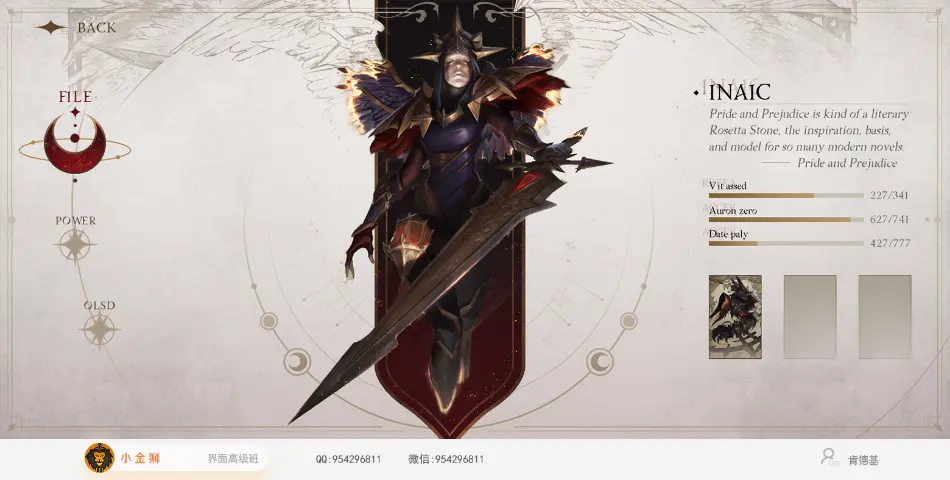 BACK
FILE
POWER
OLSD
INAIC
Pride and Prejudice is kind of a literary
Rosetta Stone, the inspiration, basis,
and model for so many modern novels.
Pride and Prejudice
Vit assed
227/341
Auron zero
627/741
Date paly
427/777
小金狮
界面高级班
QQ:954296811
微信:954296811
肯德基